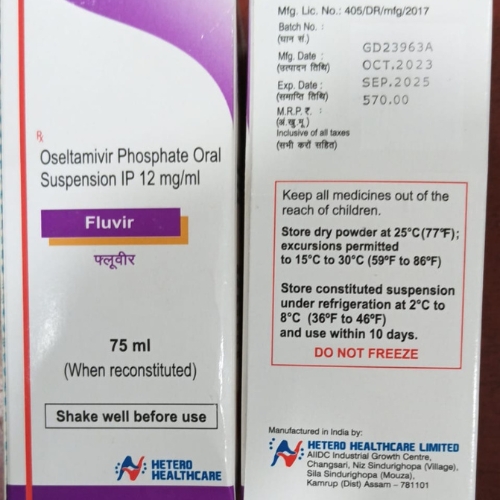 ℞
Oseltamivir Phosphate Oral
Suspension IP 12 mg/ml
Fluvir
फ्लूवीर
75 ml
(When reconstituted)
Shake well before use
HETERO
HEALTHCARE
Mfg. Lic. No.: 405/DR/mfg/2017
Batch No. :
(घान सं.)
GD23963A
Mfg. Date :
(उत्पादन तिथि)
OCT.2023
Exp. Date :
(समाप्ति तिथि)
SEP.2025
M.R.P.₹. :
(अ.खु.मू.)
570.00
Inclusive of all taxes
(सभी करों सहित)
Keep all medicines out of the
reach of children.
Store dry powder at 25°C(77°F);
excursions permitted
to 15°C to 30°C (59°F to 86°F)
Store constituted suspension
under refrigeration at 2°C to
8°C (36°F to 46°F)
and use within 10 days.
DO NOT FREEZE
Manufactured in India by:
HETERO HEALTHCARE LIMITED
AIIDC Industrial Growth Centre,
Changsari, Niz Sindurighopa (Village),
Sila Sindurighopa (Mouza),
Kamrup (Dist) Assam – 781101